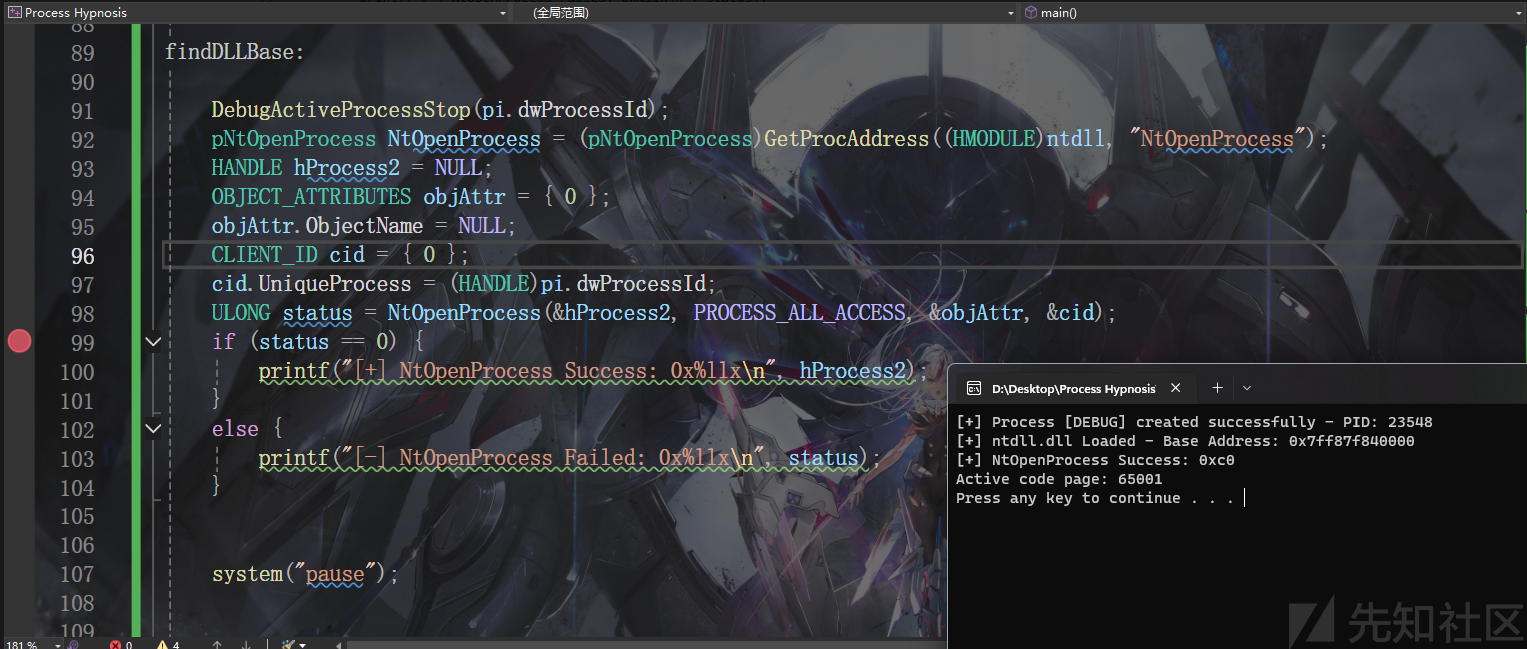 Process Hypnosis (全局范围) main()
88
89 findDLLBase:
90
91 DebugActiveProcessStop(pi.dwProcessId);
92 pNtOpenProcess NtOpenProcess = (pNtOpenProcess)GetProcAddress((HMODULE)ntdll, "NtOpenProcess");
93 HANDLE hProcess2 = NULL;
94 OBJECT_ATTRIBUTES objAttr = { 0 };
95 objAttr.ObjectName = NULL;
96 CLIENT_ID cid = { 0 };
97 cid.UniqueProcess = (HANDLE)pi.dwProcessId;
98 ULONG status = NtOpenProcess(&hProcess2, PROCESS_ALL_ACCESS, &objAttr, &cid);
99 if (status == 0) {
100 printf("[+] NtOpenProcess Success: 0x%llx\n", hProcess2);
101 }
102 else {
103 printf("[-] NtOpenProcess Failed: 0x%llx\n", status);
104 }
105
106
107 system("pause");
108
109
181 % 0 4
D:\Desktop\Process Hypnosis
[+] Process [DEBUG] created successfully - PID: 23548
[+] ntdll.dll Loaded - Base Address: 0x7ff87f840000
[+] NtOpenProcess Success: 0xc0
Active code page: 65001
Press any key to continue . . .
先知社区